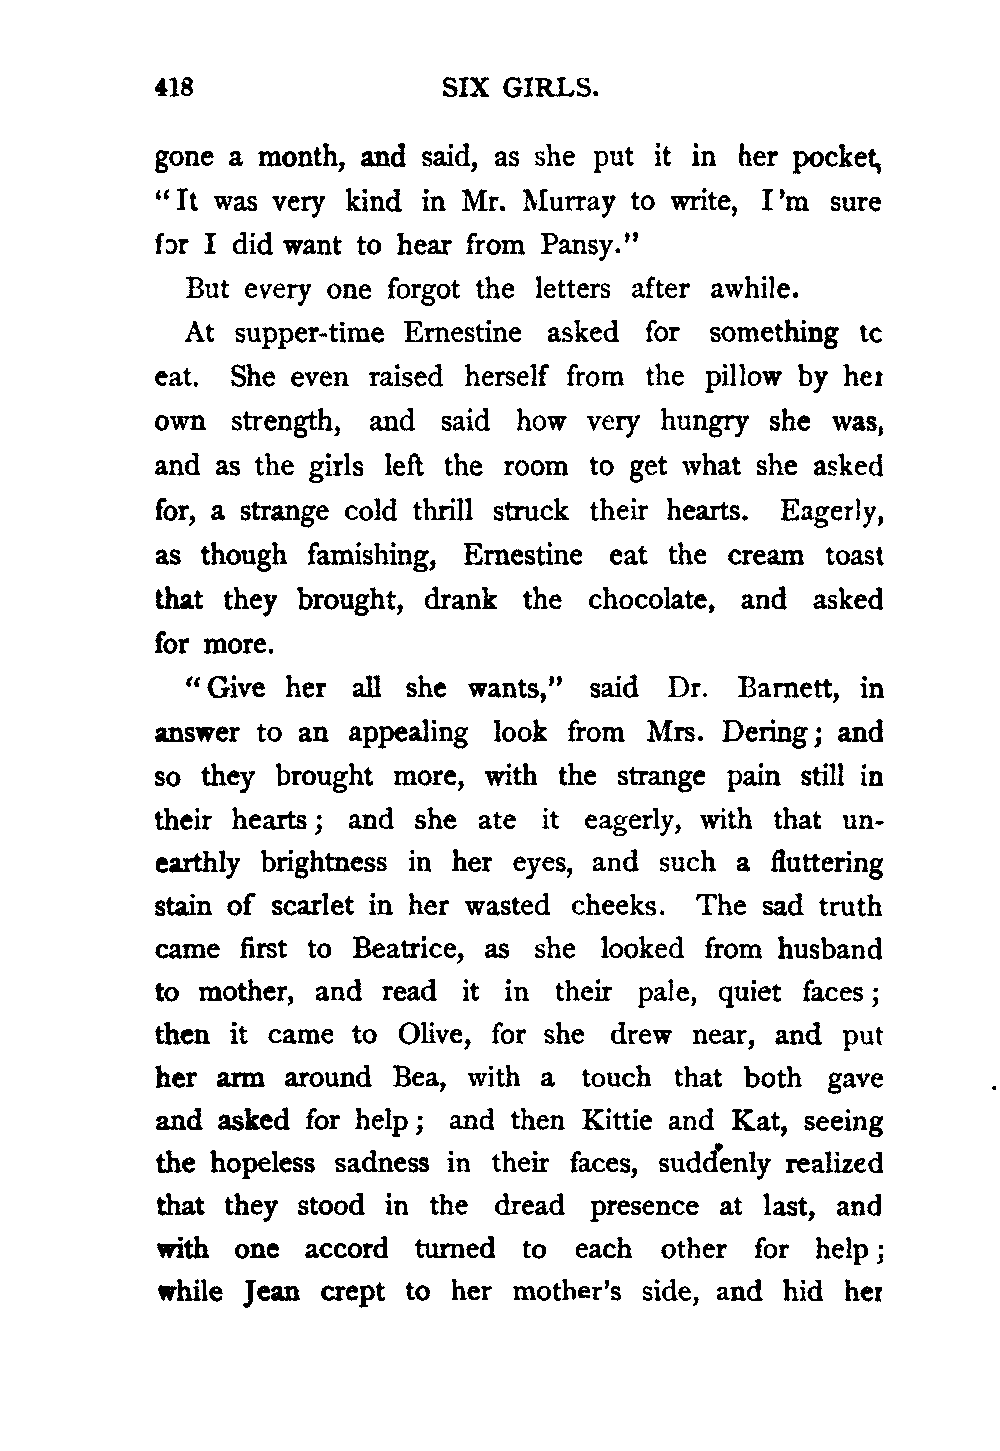 418 SIX GIRLS.
gone a month, and said, as she put it in her pocket,
"It was very kind in Mr. Murray to write, I'm sure
for I did want to hear from Pansy."
But every one forgot the letters after awhile.
At supper-time Ernestine asked for something to
eat. She even raised herself from the pillow by her
own strength, and said how very hungry she was,
and as the girls left the room to get what she asked
for, a strange cold thrill struck their hearts. Eagerly,
as though famishing, Ernestine eat the cream toast
that they brought, drank the chocolate, and asked
for more.
"Give her all she wants," said Dr. Barnett, in
answer to an appealing look from Mrs. Dering; and
so they brought more, with the strange pain still in
their hearts; and she ate it eagerly, with that un-
earthly brightness in her eyes, and such a fluttering
stain of scarlet in her wasted cheeks. The sad truth
came first to Beatrice, as she looked from husband
to mother, and read it in their pale, quiet faces;
then it came to Olive, for she drew near, and put
her arm around Bea, with a touch that both gave
and asked for help; and then Kittie and Kat, seeing
the hopeless sadness in their faces, suddenly realized
that they stood in the dread presence at last, and
with one accord turned to each other for help;
while Jean crept to her mother's side, and hid her